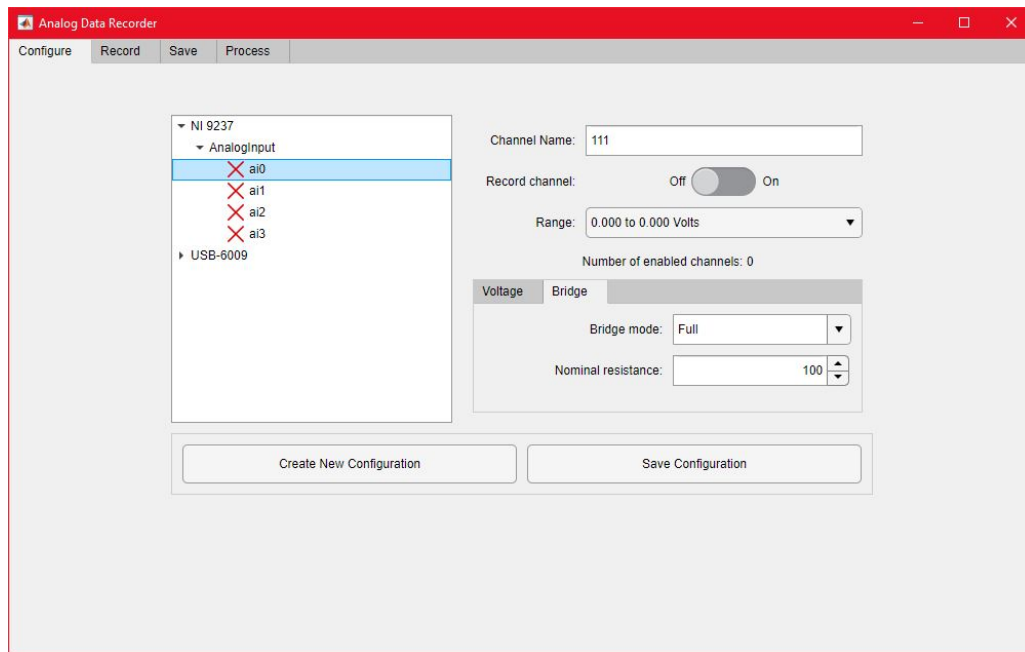 Analog Data Recorder
Configure Record Save Process
NI 9237
AnalogInput
ai0
ai1
ai2
ai3
USB-6009
Channel Name: 111
Record channel: Off On
Range: 0.000 to 0.000 Volts
Number of enabled channels: 0
Voltage Bridge
Bridge mode: Full
Nominal resistance: 100
Create New Configuration Save Configuration